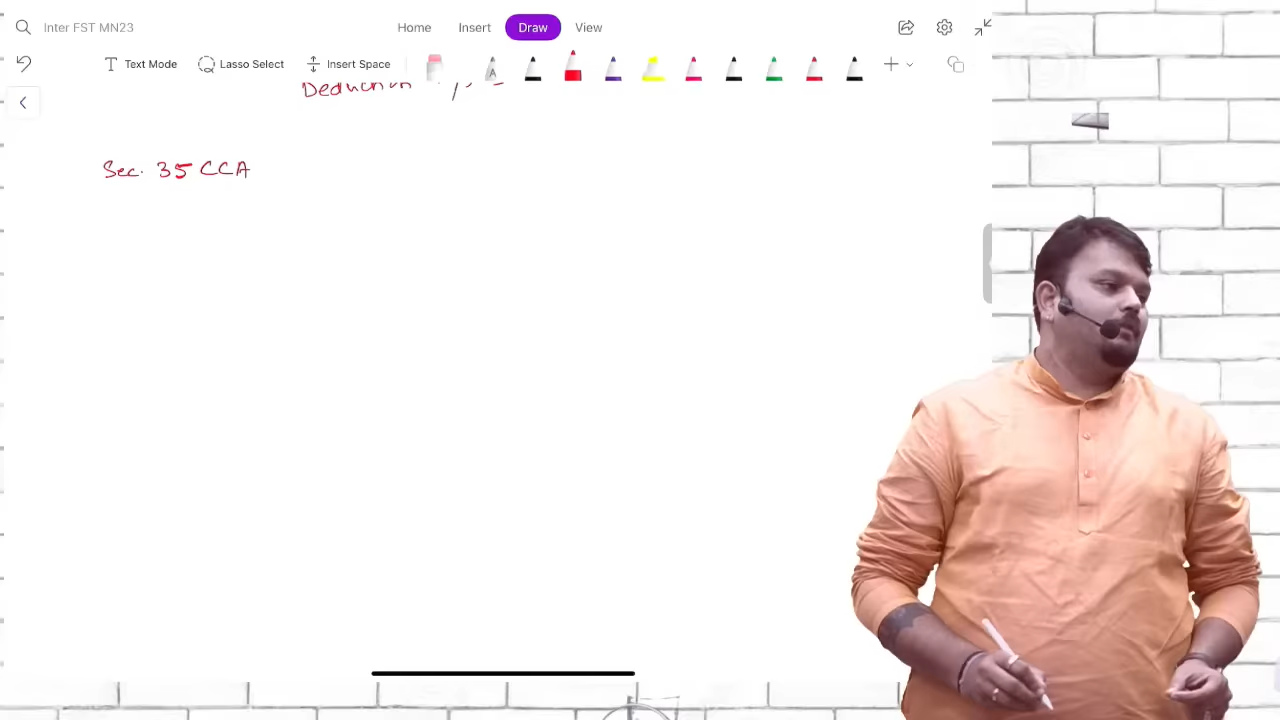 Inter FST MN23
Home Insert Draw View
Text Mode Lasso Select Insert Space
A
Deduction
Sec. 35 CCA